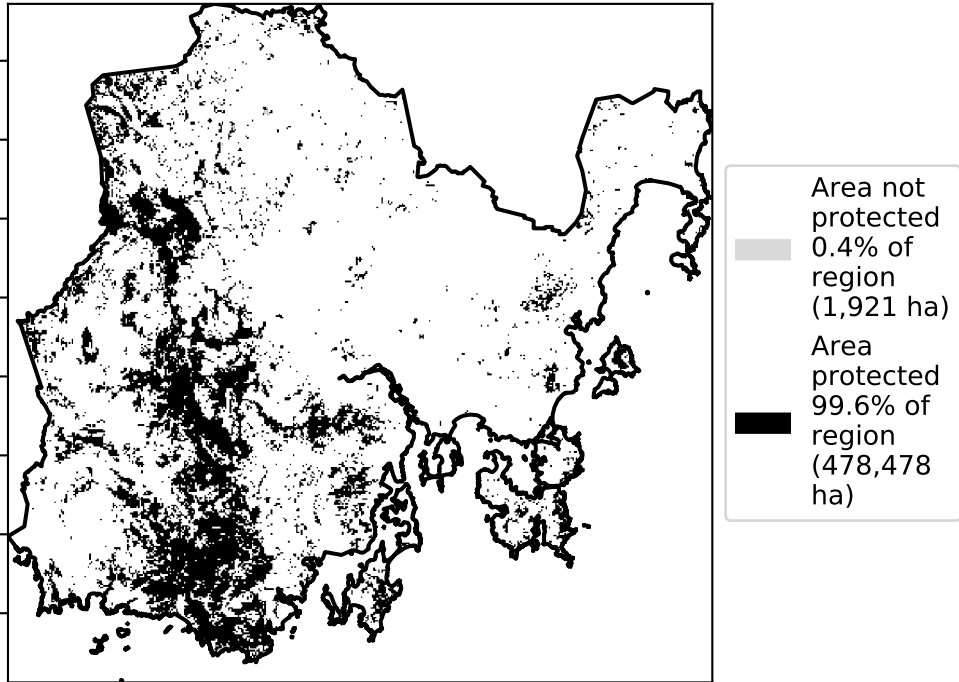 Area not
protected
0.4% of
region
(1,921 ha)
Area
protected
99.6% of
region
(478,478
ha)